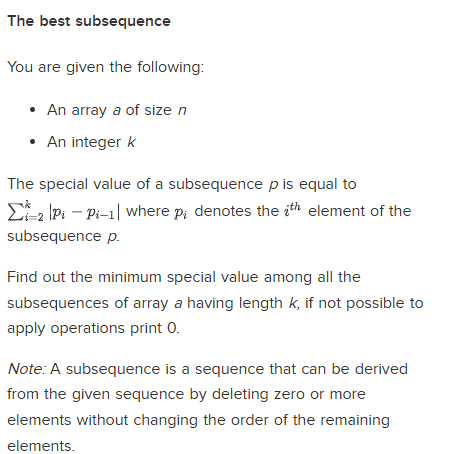 The best subsequence
You are given the following:
• An array a of size n
• An integer k
The special value of a subsequence p is equal to
∑_{i=2}^{k} |p_i − p_{i−1}| where p_i denotes the i^{th} element of the
subsequence p.
Find out the minimum special value among all the
subsequences of array a having length k, if not possible to
apply operations print 0.
Note: A subsequence is a sequence that can be derived
from the given sequence by deleting zero or more
elements without changing the order of the remaining
elements.